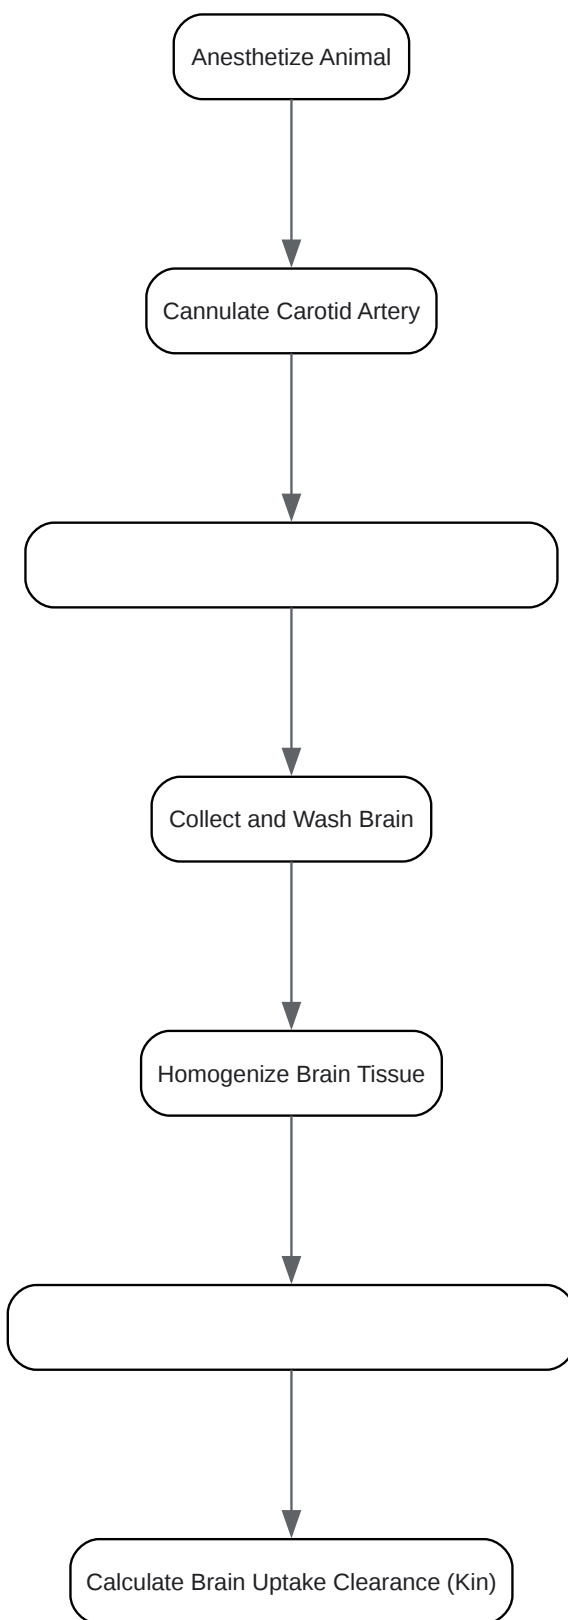 Anesthetize Animal
Cannulate Carotid Artery
Collect and Wash Brain
Homogenize Brain Tissue
Calculate Brain Uptake Clearance (Kin)